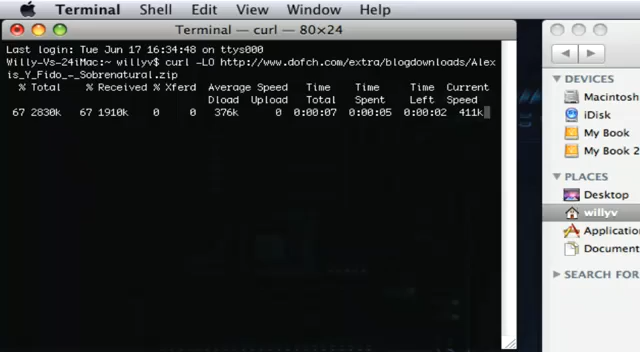 Terminal Shell Edit View Window Help
Terminal — curl — 80×24
Last login: Tue Jun 17 16:34:48 on ttys000
Willy-Vs-24iMac:~ willyv$ curl -LO http://www.dofch.com/extra/blogdownloads/Alex
is_Y_Fido_-_Sobrenatural.zip
% Total % Received % Xferd Average Speed Time Time Time Current
Dload Upload Total Spent Left Speed
67 2830k 67 1910k 0 0 376k 0 0:00:07 0:00:05 0:00:02 411k
DEVICES
Macintosh
iDisk
My Book
My Book 2
PLACES
Desktop
willyv
Application
Document
SEARCH FOR